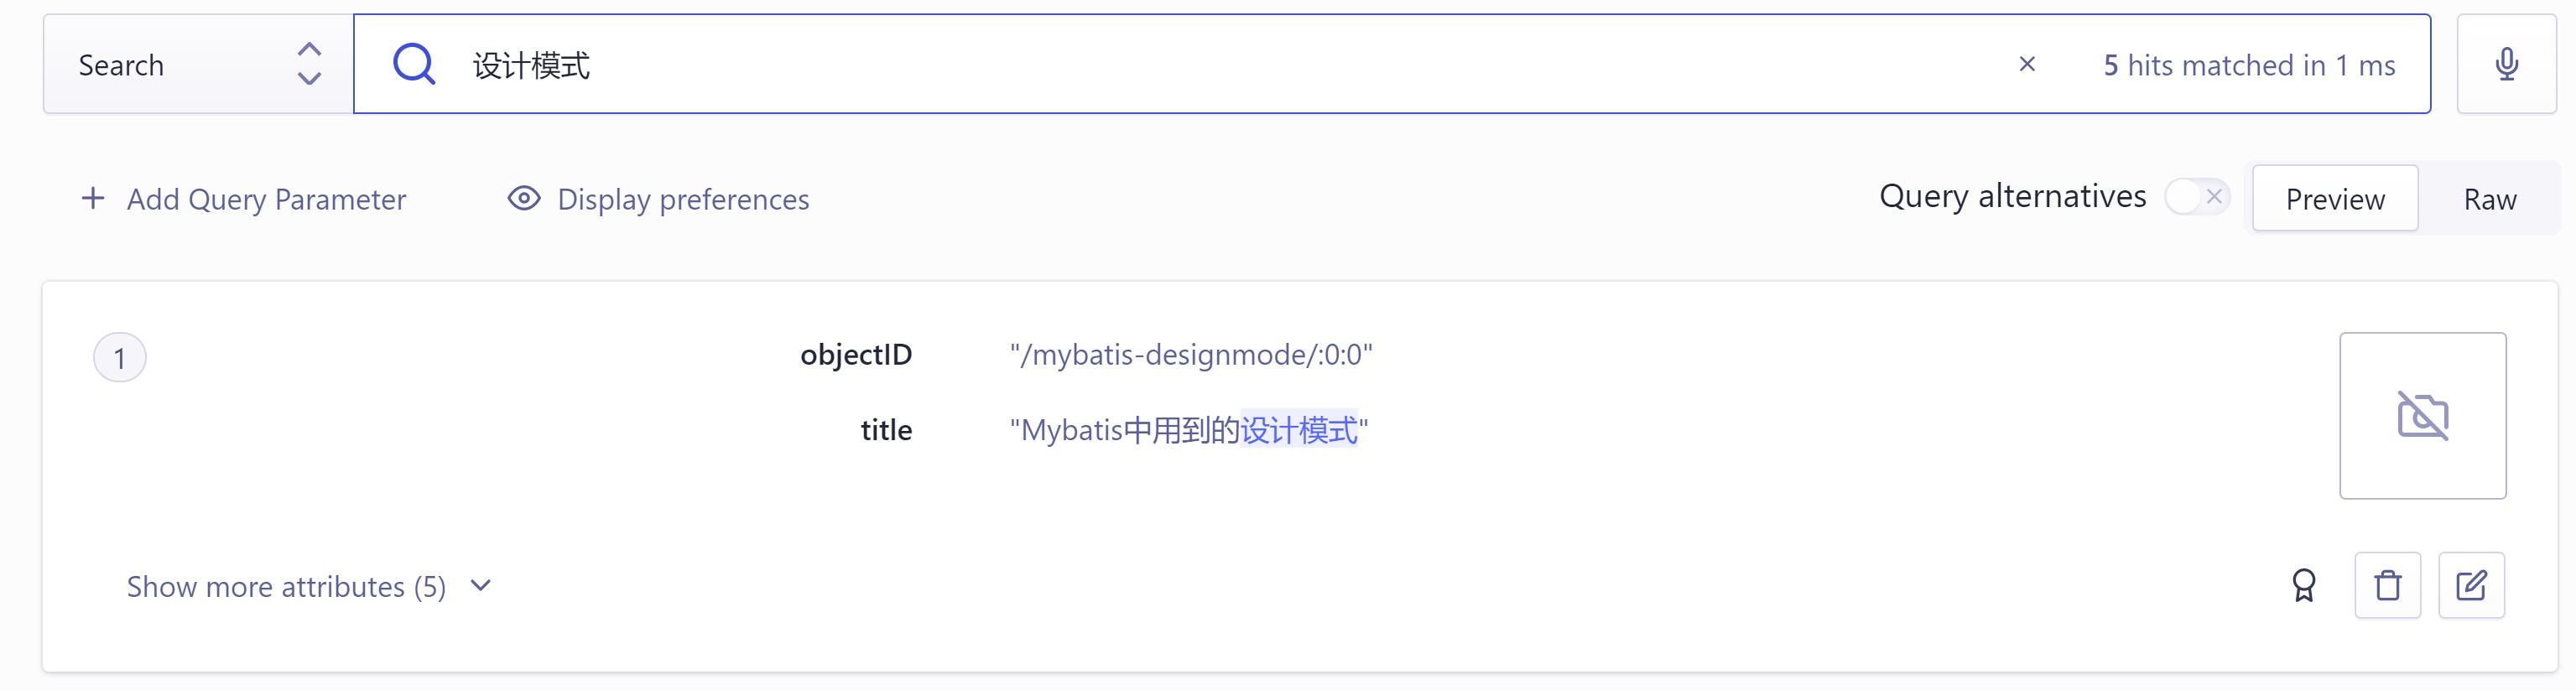 Search 设计模式 5 hits matched in 1 ms
Add Query Parameter Display preferences Query alternatives Preview Raw
1 objectID "/mybatis-designmode/:0:0"
title "Mybatis中用到的设计模式"
Show more attributes (5)